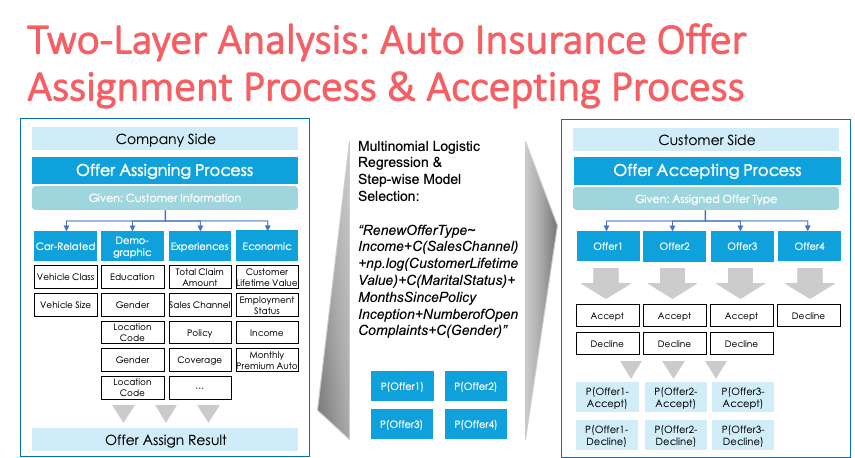 Two-Layer Analysis: Auto Insurance Offer
Assignment Process & Accepting Process
Company Side
Offer Assigning Process
Given: Customer Information
Car-Related
Demo-
graphic
Experiences
Economic
Vehicle Class
Education
Total Claim
Amount
Customer
Lifetime Value
Vehicle Size
Gender
Sales Channel
Employment
Status
Location
Code
Policy
Income
Gender
Coverage
Monthly
Premium Auto
Location
Code
...
Offer Assign Result
Multinomial Logistic
Regression &
Step-wise Model
Selection:
“RenewOfferType~
Income+C(SalesChannel)
+np.log(CustomerLifetime
Value)+C(MaritalStatus)+
MonthsSincePolicy
Inception+NumberofOpen
Complaints+C(Gender)”
P(Offer1)
P(Offer2)
P(Offer3)
P(Offer4)
Customer Side
Offer Accepting Process
Given: Assigned Offer Type
Offer1
Offer2
Offer3
Offer4
Accept
Accept
Accept
Decline
Decline
Decline
Decline
P(Offer1-
Accept)
P(Offer2-
Accept)
P(Offer3-
Accept)
P(Offer1-
Decline)
P(Offer2-
Decline)
P(Offer3-
Decline)